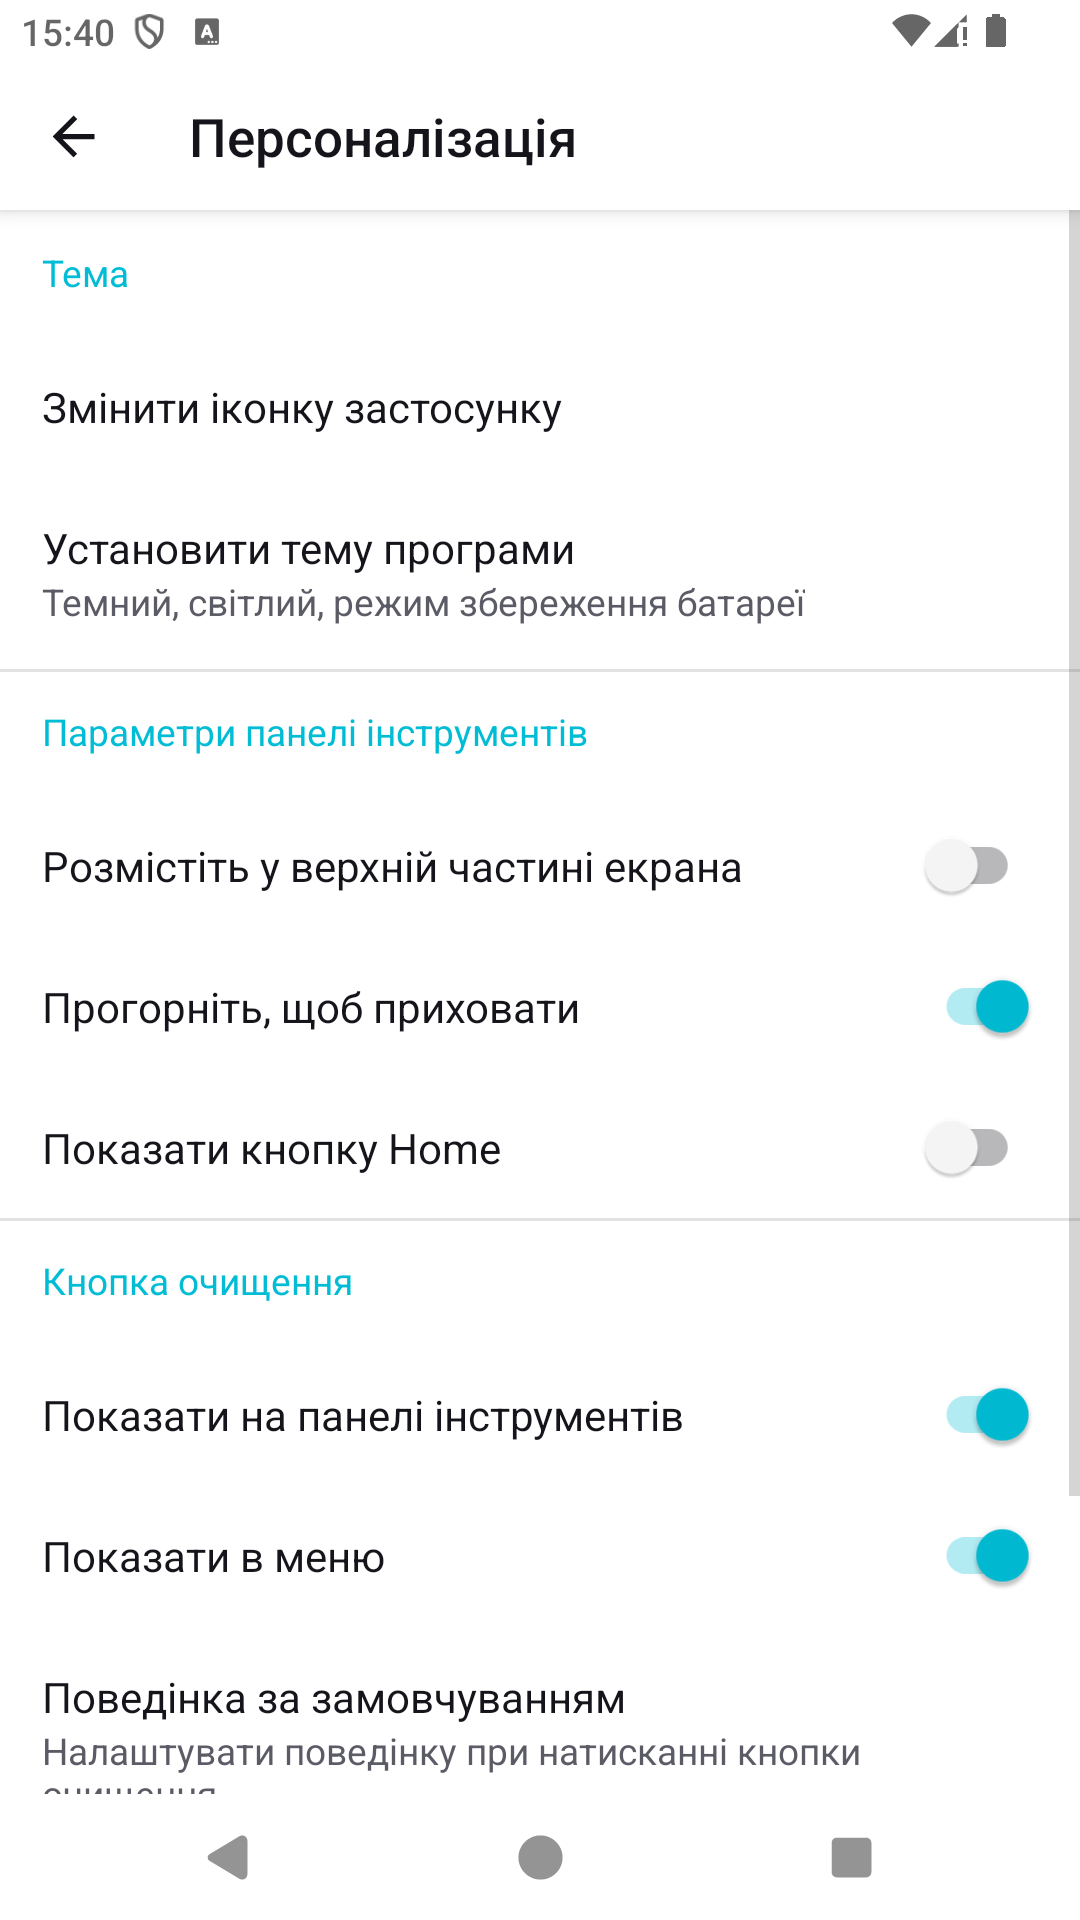 15:40
Персоналізація
Тема
Змінити іконку застосунку
Установити тему програми
Темний, світлий, режим збереження батареї
Параметри панелі інструментів
Розмістіть у верхній частині екрана
Прогорніть, щоб приховати
Показати кнопку Home
Кнопка очищення
Показати на панелі інструментів
Показати в меню
Поведінка за замовчуванням
Налаштувати поведінку при натисканні кнопки